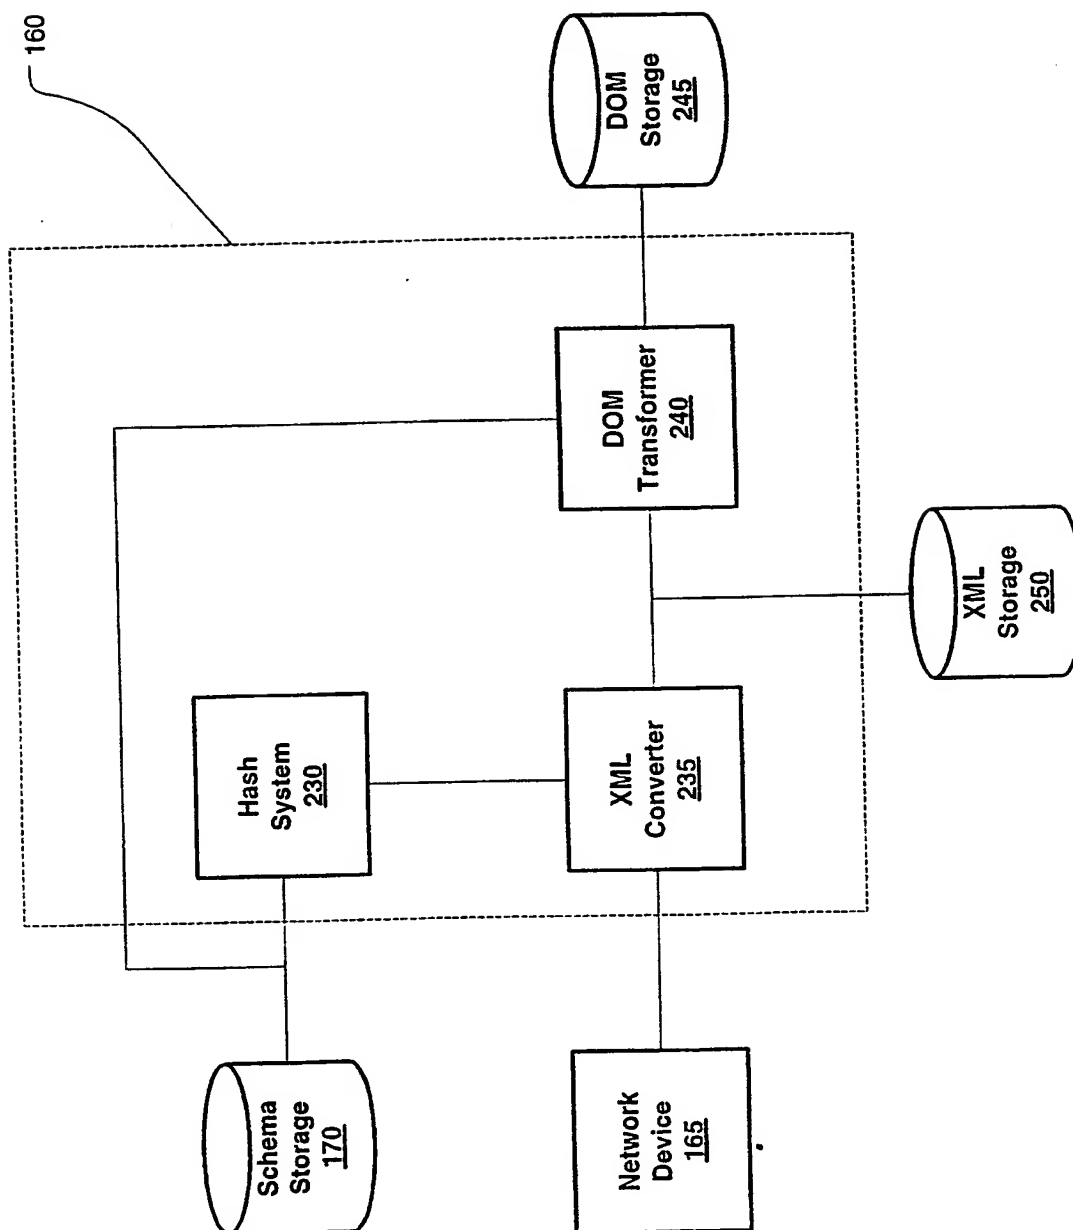 160
Schema
Storage
170
Hash
System
230
DOM
Transformer
240
DOM
Storage
245
Network
Device
165
XML
Converter
235
XML
Storage
250